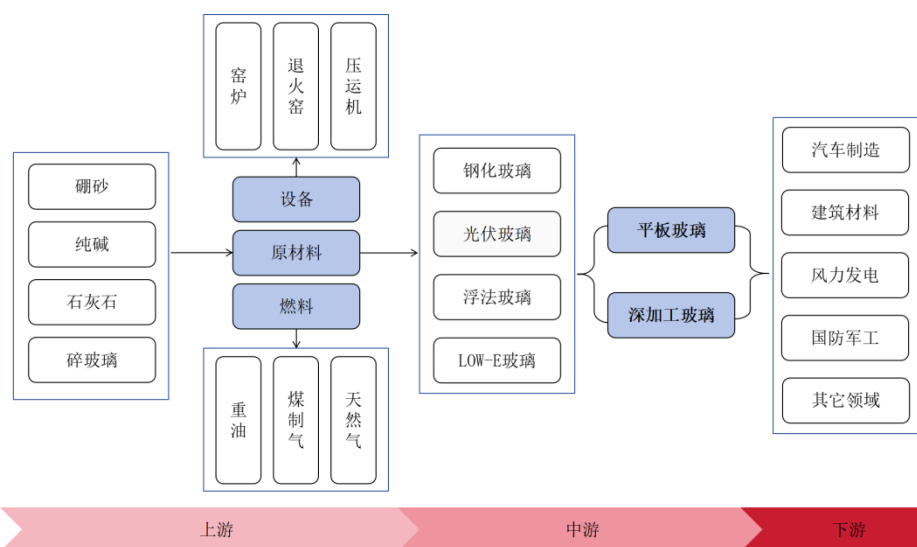 窑炉
退火窑
压运机
硼砂
纯碱
石灰石
碎玻璃
设备
原材料
燃料
重油
煤制气
天然气
钢化玻璃
光伏玻璃
浮法玻璃
LOW-E玻璃
平板玻璃
深加工玻璃
汽车制造
建筑材料
风力发电
国防军工
其它领域
上游
中游
下游